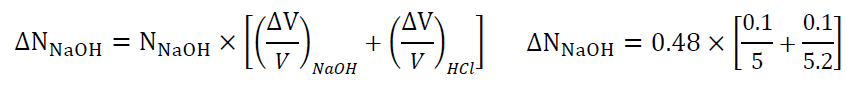 ΔN_NaOH = N_NaOH × [(ΔV/V)_NaOH + (ΔV/V)_HCl] ΔN_NaOH = 0.48 × [0.1/5 + 0.1/5.2]